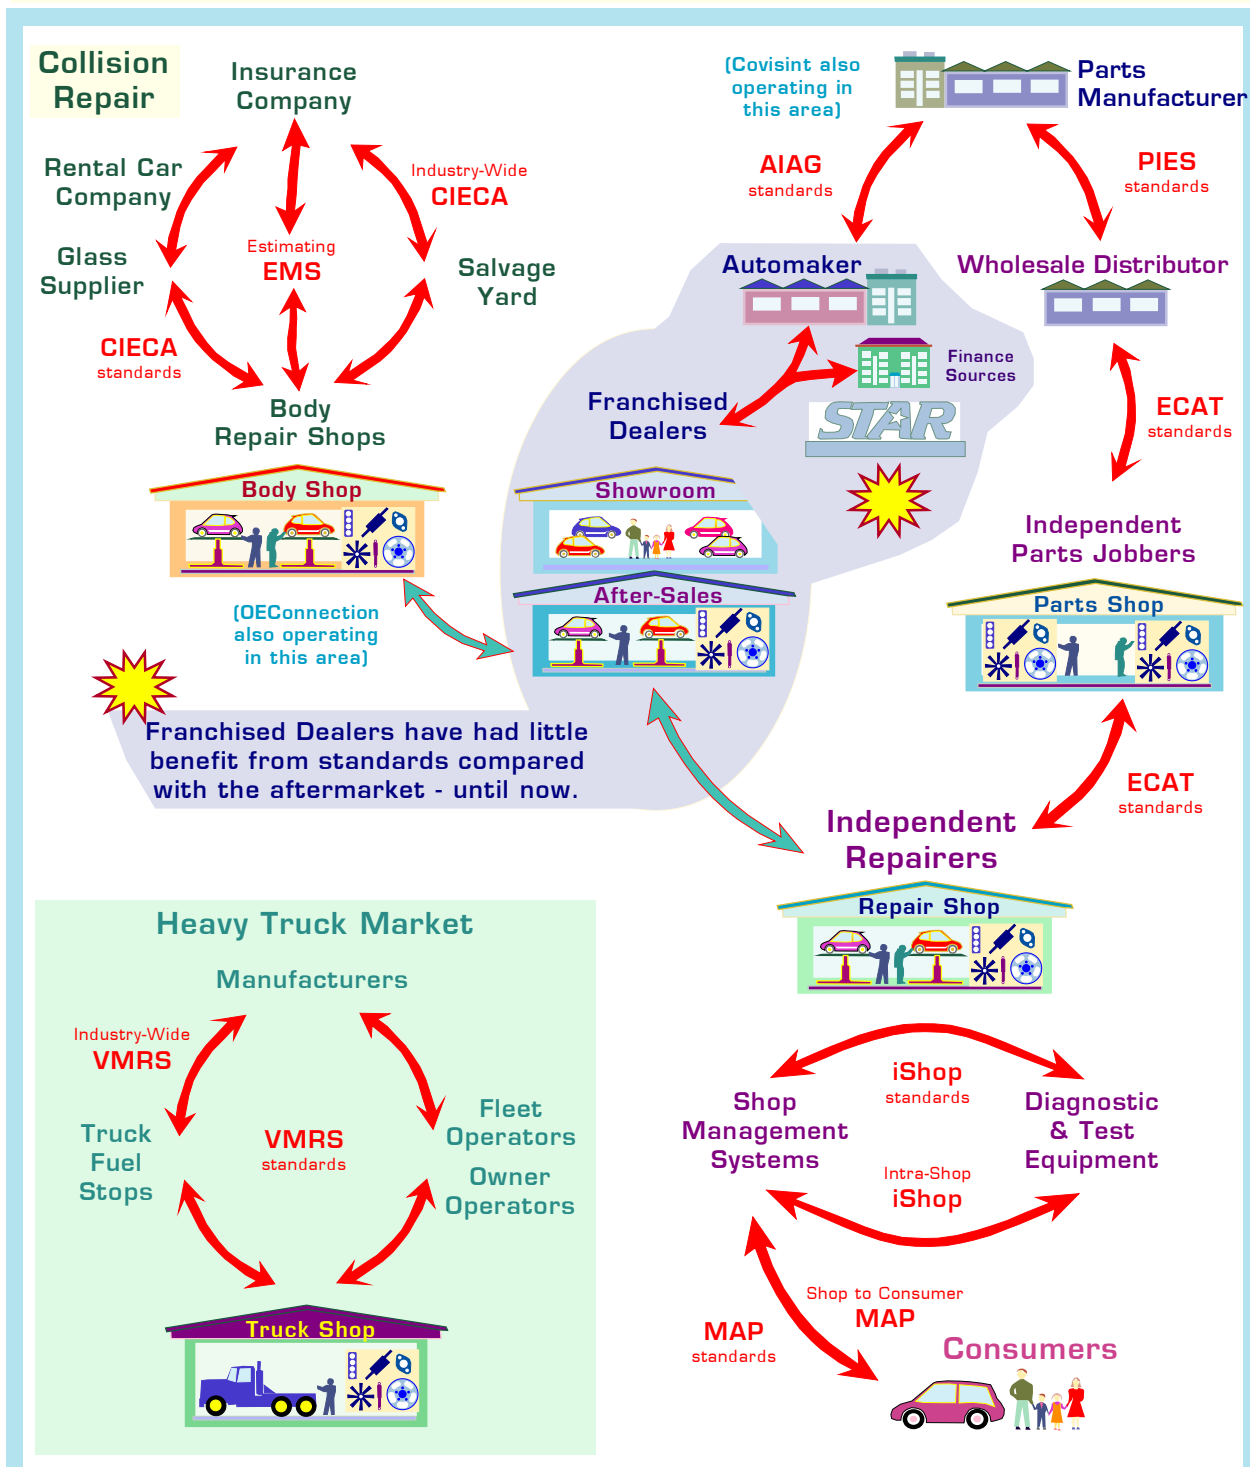 Collision
Repair
Insurance
Company
Rental Car
Company
Industry-Wide
CIECA
Glass
Supplier
Estimating
EMS
Salvage
Yard
CIECA
standards
Body
Repair Shops
Body Shop
(OEConnection
also operating
in this area)
(Covisint also
operating in
this area)
Parts
Manufacturer
AIAG
standards
PIES
standards
Automaker
Wholesale Distributor
Finance
Sources
Franchised
Dealers
STAR
ECAT
standards
Showroom
After-Sales
Independent
Parts Jobbers
Parts Shop
Franchised Dealers have had little
benefit from standards compared
with the aftermarket - until now.
ECAT
standards
Independent
Repairers
Repair Shop
Heavy Truck Market
Manufacturers
Industry-Wide
VMRS
Truck
Fuel
Stops
VMRS
standards
Fleet
Operators
Owner
Operators
Truck Shop
iShop
standards
Shop
Management
Systems
Diagnostic
& Test
Equipment
Intra-Shop
iShop
Shop to Consumer
MAP
MAP
standards
Consumers